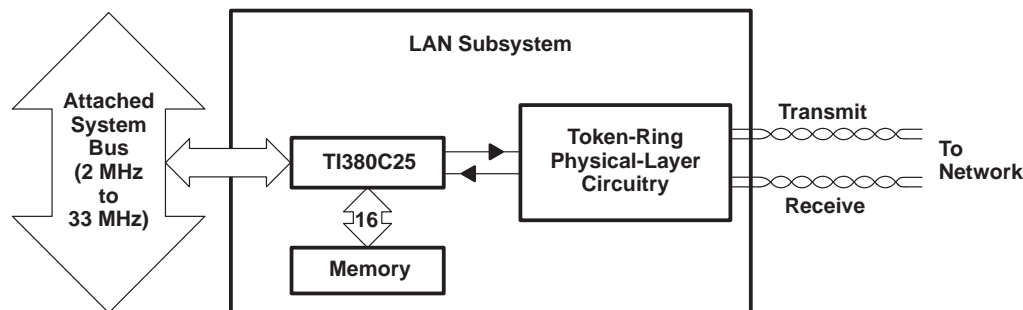 LAN Subsystem
Attached
System
Bus
(2 MHz
to
33 MHz)
TI380C25
16
Memory
Token-Ring
Physical-Layer
Circuitry
Transmit
Receive
To
Network